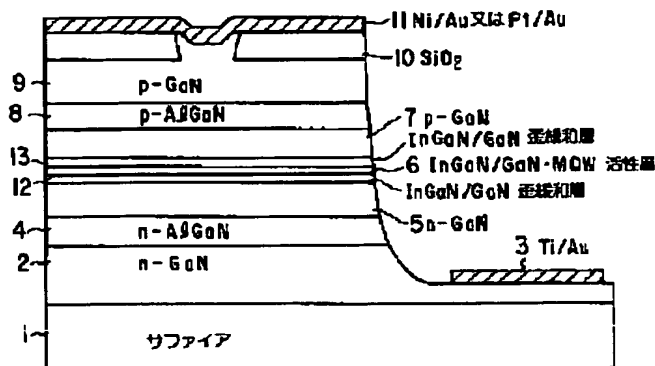 11 Ni/Au又はPt/Au
10 SiO₂
9
p-GaN
8
p-AlGaN
7 p-GaN
InGaN/GaN 歪緩和層
13
6 InGaN/GaN・MQW 活性層
12
InGaN/GaN 歪緩和層
5 n-GaN
4
n-AlGaN
2
n-GaN
3 Ti/Au
1
サファイア